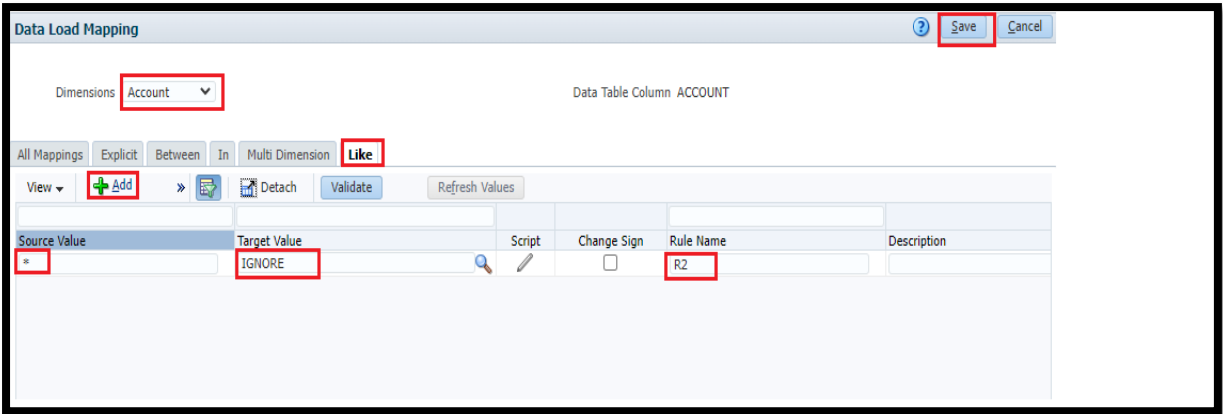 Data Load Mapping ? Save Cancel
Dimensions Account Data Table Column ACCOUNT
All Mappings Explicit Between In Multi Dimension Like
View Add » Detach Validate Refresh Values
Source Value Target Value Script Change Sign Rule Name Description
* IGNORE R2